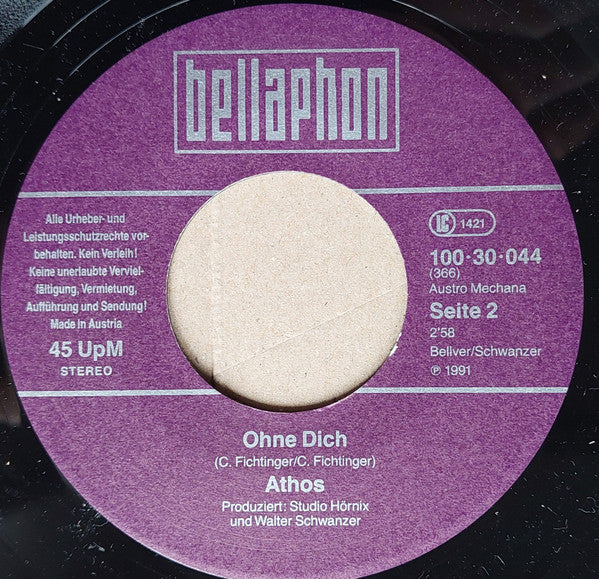 bellaphon
Alle Urheber- und
Leistungsschutzrechte vor-
behalten. Kein Verleih!
Keine unerlaubte Verviel-
fältigung, Vermietung,
Aufführung und Sendung!
Made in Austria
45 UpM
STEREO
LC 1421
100·30·044
(366)
Austro Mechana
Seite 2
2'58
Bellver/Schwanzer
℗ 1991
Ohne Dich
(C. Fichtinger/C. Fichtinger)
Athos
Produziert: Studio Hörnix
und Walter Schwanzer